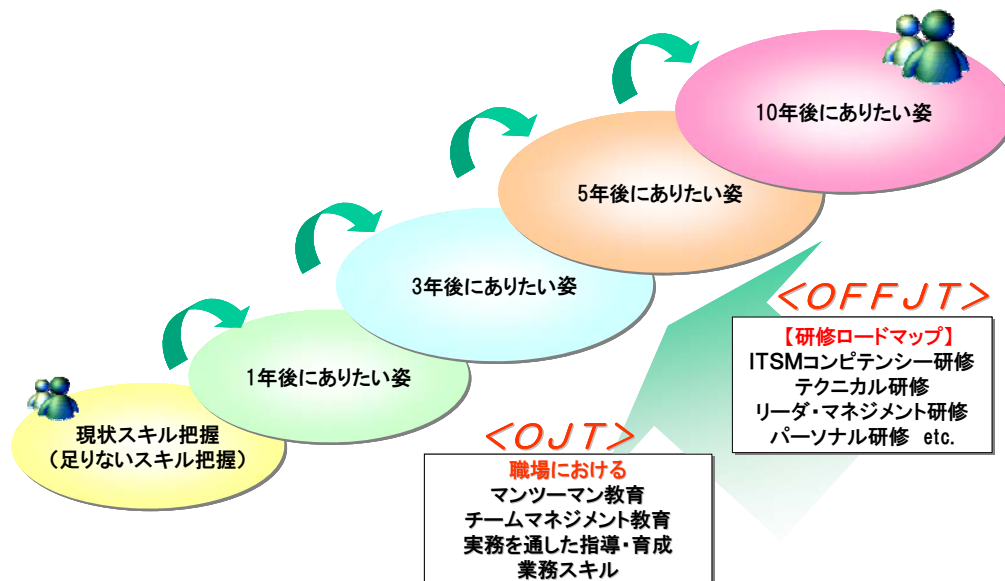 10年後にありたい姿
5年後にありたい姿
3年後にありたい姿
1年後にありたい姿
現状スキル把握
（足りないスキル把握）
＜OFFJT＞
【研修ロードマップ】
ITSMコンピテンシー研修
テクニカル研修
リーダ・マネジメント研修
パーソナル研修 etc.
＜OJT＞
職場における
マンツーマン教育
チームマネジメント教育
実務を通した指導・育成
業務スキル